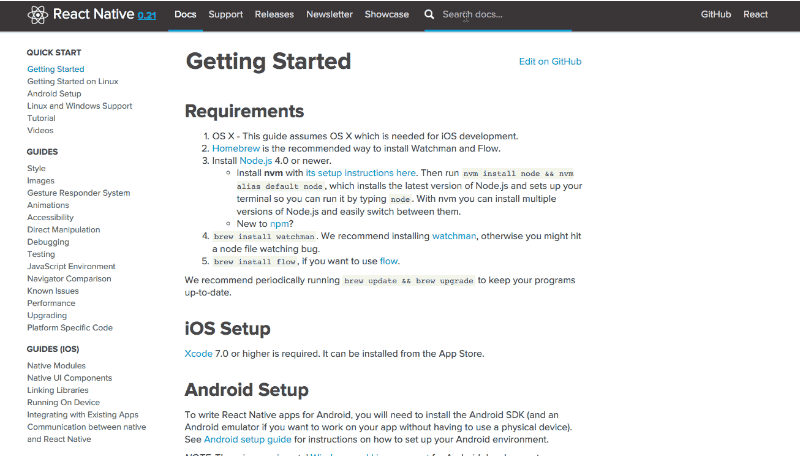 React Native 0.21 Docs Support Releases Newsletter Showcase Search docs... GitHub React
QUICK START
Getting Started
Getting Started on Linux
Android Setup
Linux and Windows Support
Tutorial
Videos
GUIDES
Style
Images
Gesture Responder System
Animations
Accessibility
Direct Manipulation
Debugging
Testing
JavaScript Environment
Navigator Comparison
Known Issues
Performance
Upgrading
Platform Specific Code
GUIDES (IOS)
Native Modules
Native UI Components
Linking Libraries
Running On Device
Integrating with Existing Apps
Communication between native
and React Native
Getting Started
Edit on GitHub
Requirements
1. OS X - This guide assumes OS X which is needed for iOS development.
2. Homebrew is the recommended way to install Watchman and Flow.
3. Install Node.js 4.0 or newer.
Install nvm with its setup instructions here. Then run nvm install node && nvm
alias default node, which installs the latest version of Node.js and sets up your
terminal so you can run it by typing node. With nvm you can install multiple
versions of Node.js and easily switch between them.
New to npm?
4. brew install watchman. We recommend installing watchman, otherwise you might hit
a node file watching bug.
5. brew install flow, if you want to use flow.
We recommend periodically running brew update && brew upgrade to keep your programs
up-to-date.
iOS Setup
Xcode 7.0 or higher is required. It can be installed from the App Store.
Android Setup
To write React Native apps for Android, you will need to install the Android SDK (and an
Android emulator if you want to work on your app without having to use a physical device).
See Android setup guide for instructions on how to set up your Android environment.